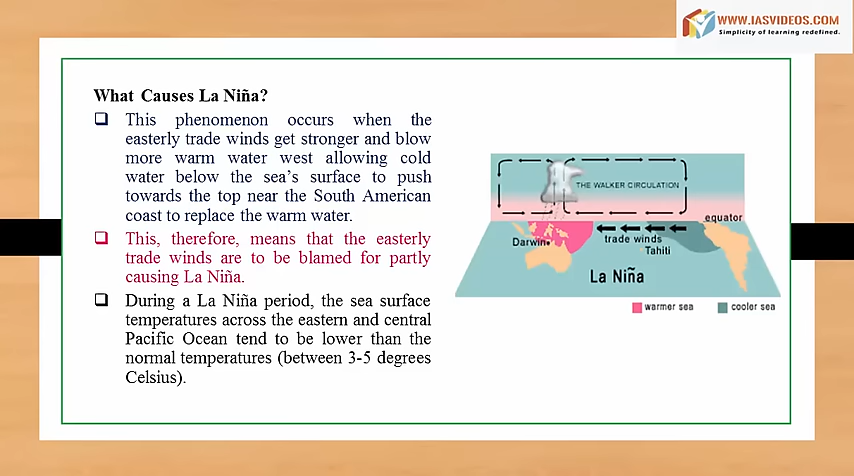 WWW.IASVIDEOS.COM
Simplicity of learning redefined.
What Causes La Niña?
This phenomenon occurs when the
easterly trade winds get stronger and blow
more warm water west allowing cold
water below the sea's surface to push
towards the top near the South American
coast to replace the warm water.
This, therefore, means that the easterly
trade winds are to be blamed for partly
causing La Niña.
During a La Niña period, the sea surface
temperatures across the eastern and central
Pacific Ocean tend to be lower than the
normal temperatures (between 3-5 degrees
Celsius).
THE WALKER CIRCULATION
equator
Darwin
trade winds
Tahiti
La Niña
warmer sea
cooler sea